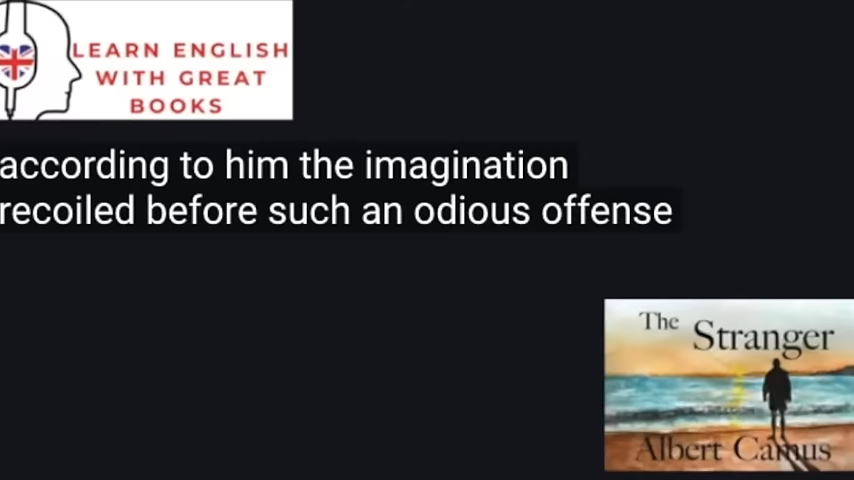 LEARN ENGLISH
WITH GREAT
BOOKS
according to him the imagination
recoiled before such an odious offense
The Stranger
Albert Camus